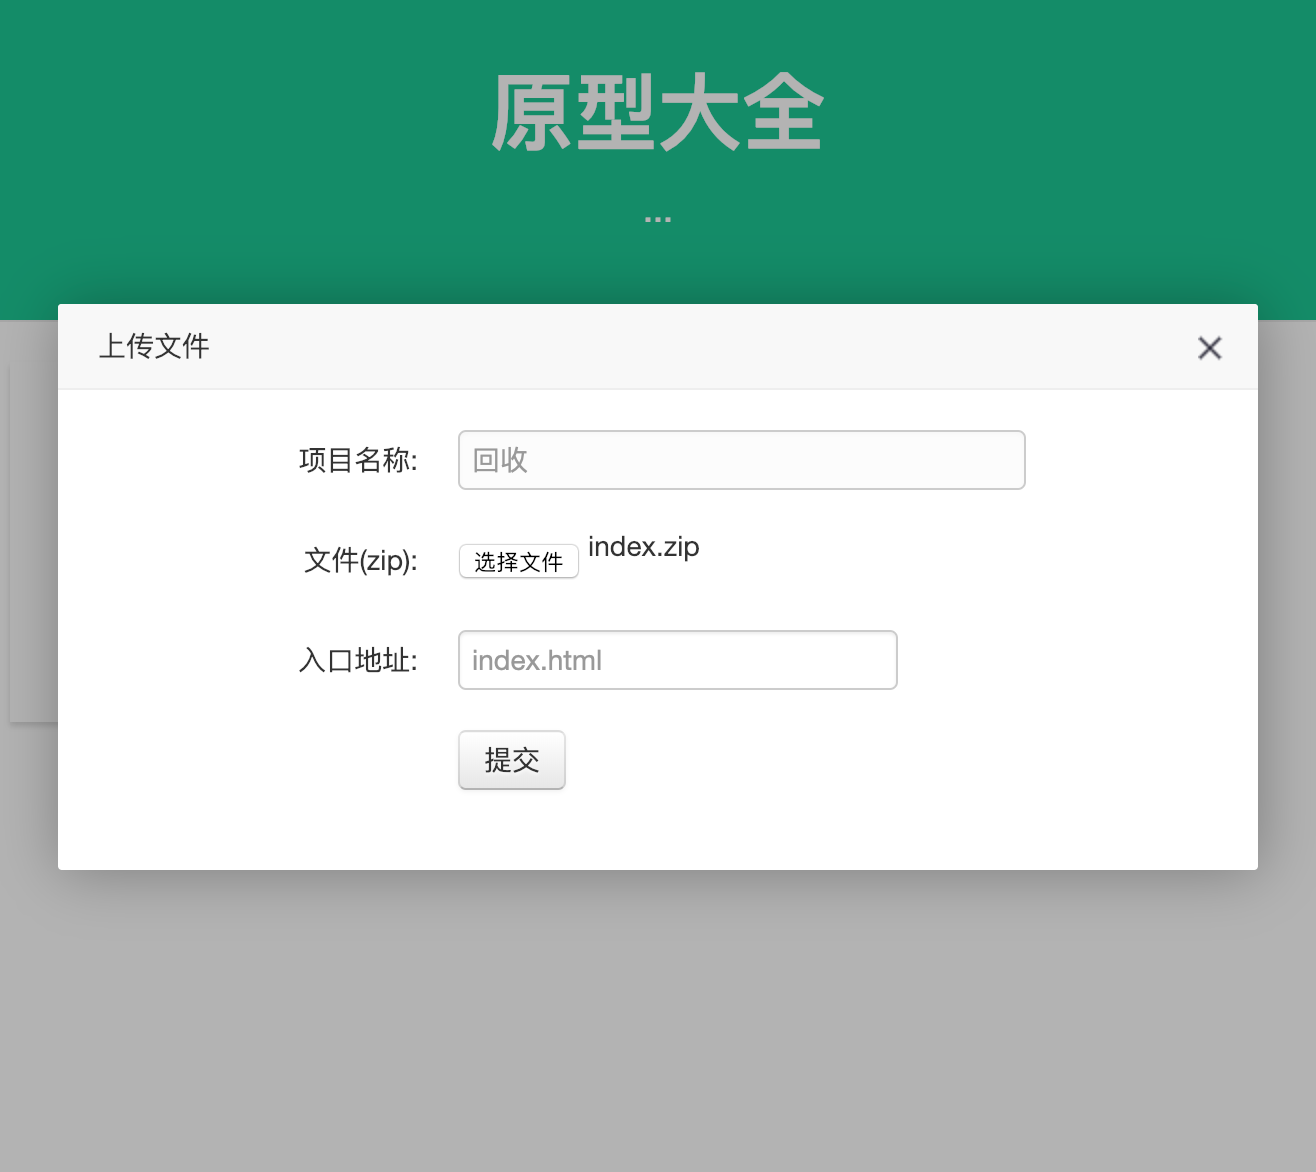 原型大全
...
上传文件
项目名称: 回收
文件(zip): 选择文件 index.zip
入口地址: index.html
提交